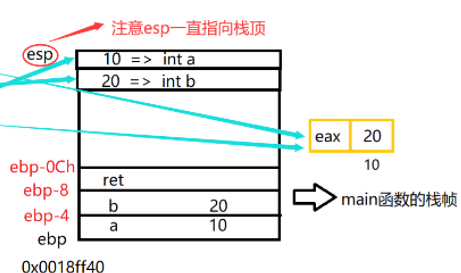 注意esp一直指向栈顶
esp
10 => int a
20 => int b
eax 20
10
ebp-0Ch
ret
ebp-8
main函数的栈帧
b 20
ebp-4
a 10
ebp
0x0018ff40